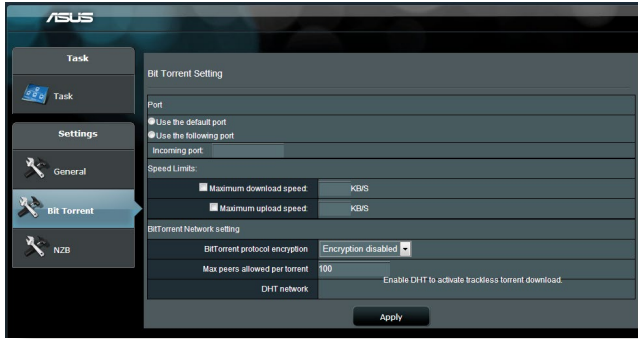 ASUS
Task
Task
Settings
General
Bit Torrent
NZB
Bit Torrent Setting
Port
Use the default port
Use the following port
Incoming port:
Speed Limits:
Maximum download speed: KB/S
Maximum upload speed: KB/S
BitTorrent Network setting
BitTorrent protocol encryption Encryption disabled
Max peers allowed per torrent 100
DHT network Enable DHT to activate trackless torrent download.
Apply